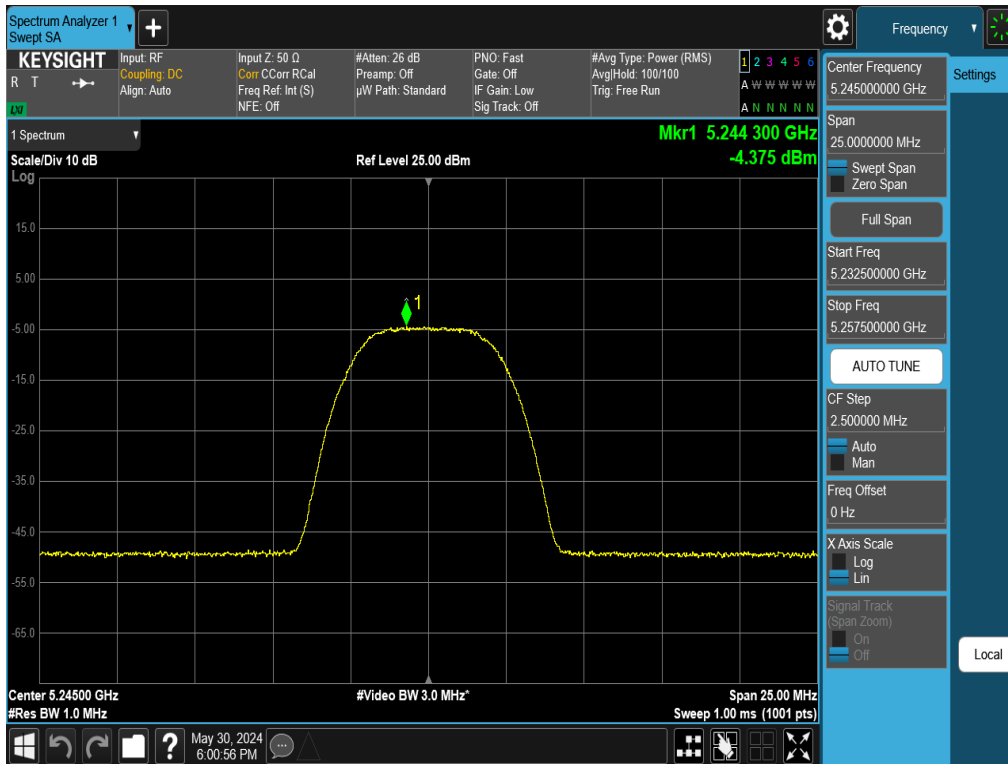 Spectrum Analyzer 1
Swept SA
Frequency
KEYSIGHT
R T
LXI
Input: RF
Coupling: DC
Align: Auto
Input Z: 50 Ω
Corr CCorr RCal
Freq Ref: Int (S)
NFE: Off
#Atten: 26 dB
Preamp: Off
µW Path: Standard
PNO: Fast
Gate: Off
IF Gain: Low
Sig Track: Off
#Avg Type: Power (RMS)
Avg|Hold: 100/100
Trig: Free Run
1 2 3 4 5 6
A W W W W W
A N N N N N
1 Spectrum
Scale/Div 10 dB
Log
Ref Level 25.00 dBm
Mkr1 5.244 300 GHz
-4.375 dBm
15.0
5.00
-5.00
-15.0
-25.0
-35.0
-45.0
-55.0
-65.0
1
Center 5.24500 GHz
#Res BW 1.0 MHz
#Video BW 3.0 MHz*
Span 25.00 MHz
Sweep 1.00 ms (1001 pts)
Center Frequency
5.245000000 GHz
Settings
Span
25.0000000 MHz
Swept Span
Zero Span
Full Span
Start Freq
5.232500000 GHz
Stop Freq
5.257500000 GHz
AUTO TUNE
CF Step
2.500000 MHz
Auto
Man
Freq Offset
0 Hz
X Axis Scale
Log
Lin
Signal Track
(Span Zoom)
On
Off
Local
?
May 30, 2024
6:00:56 PM